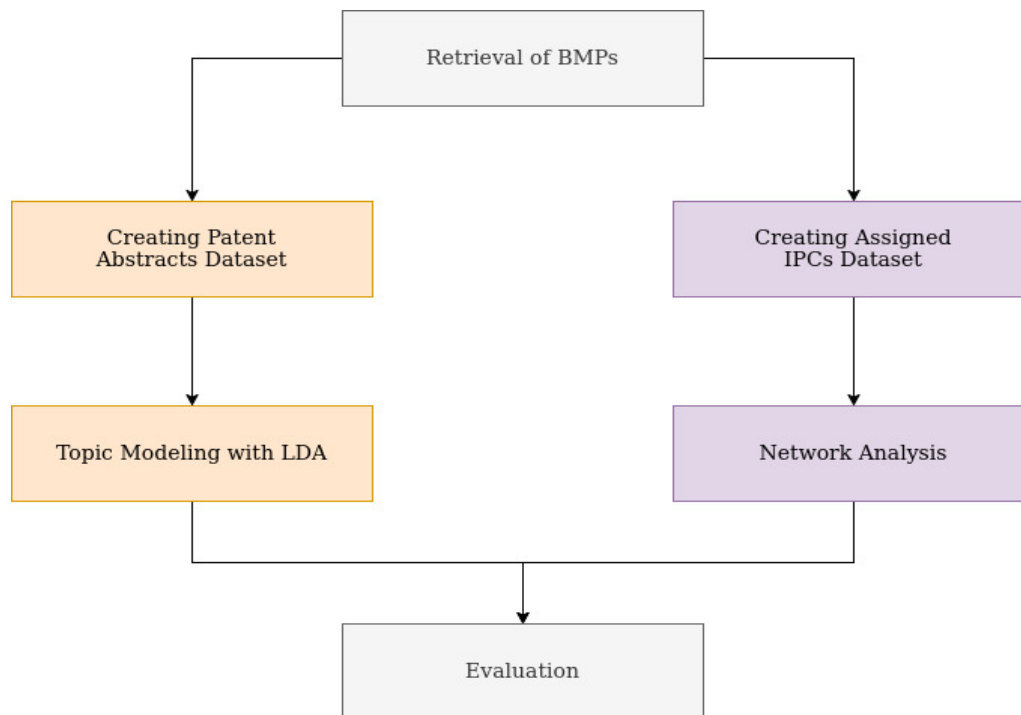 Retrieval of BMPs
Creating Patent
Abstracts Dataset
Creating Assigned
IPCs Dataset
Topic Modeling with LDA
Network Analysis
Evaluation